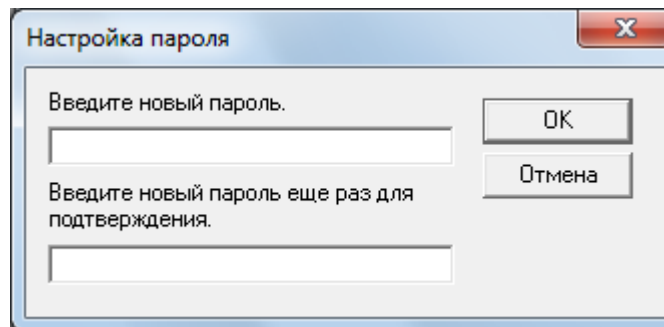 Настройка пароля
Введите новый пароль.
OK
Отмена
Введите новый пароль еще раз для
подтверждения.